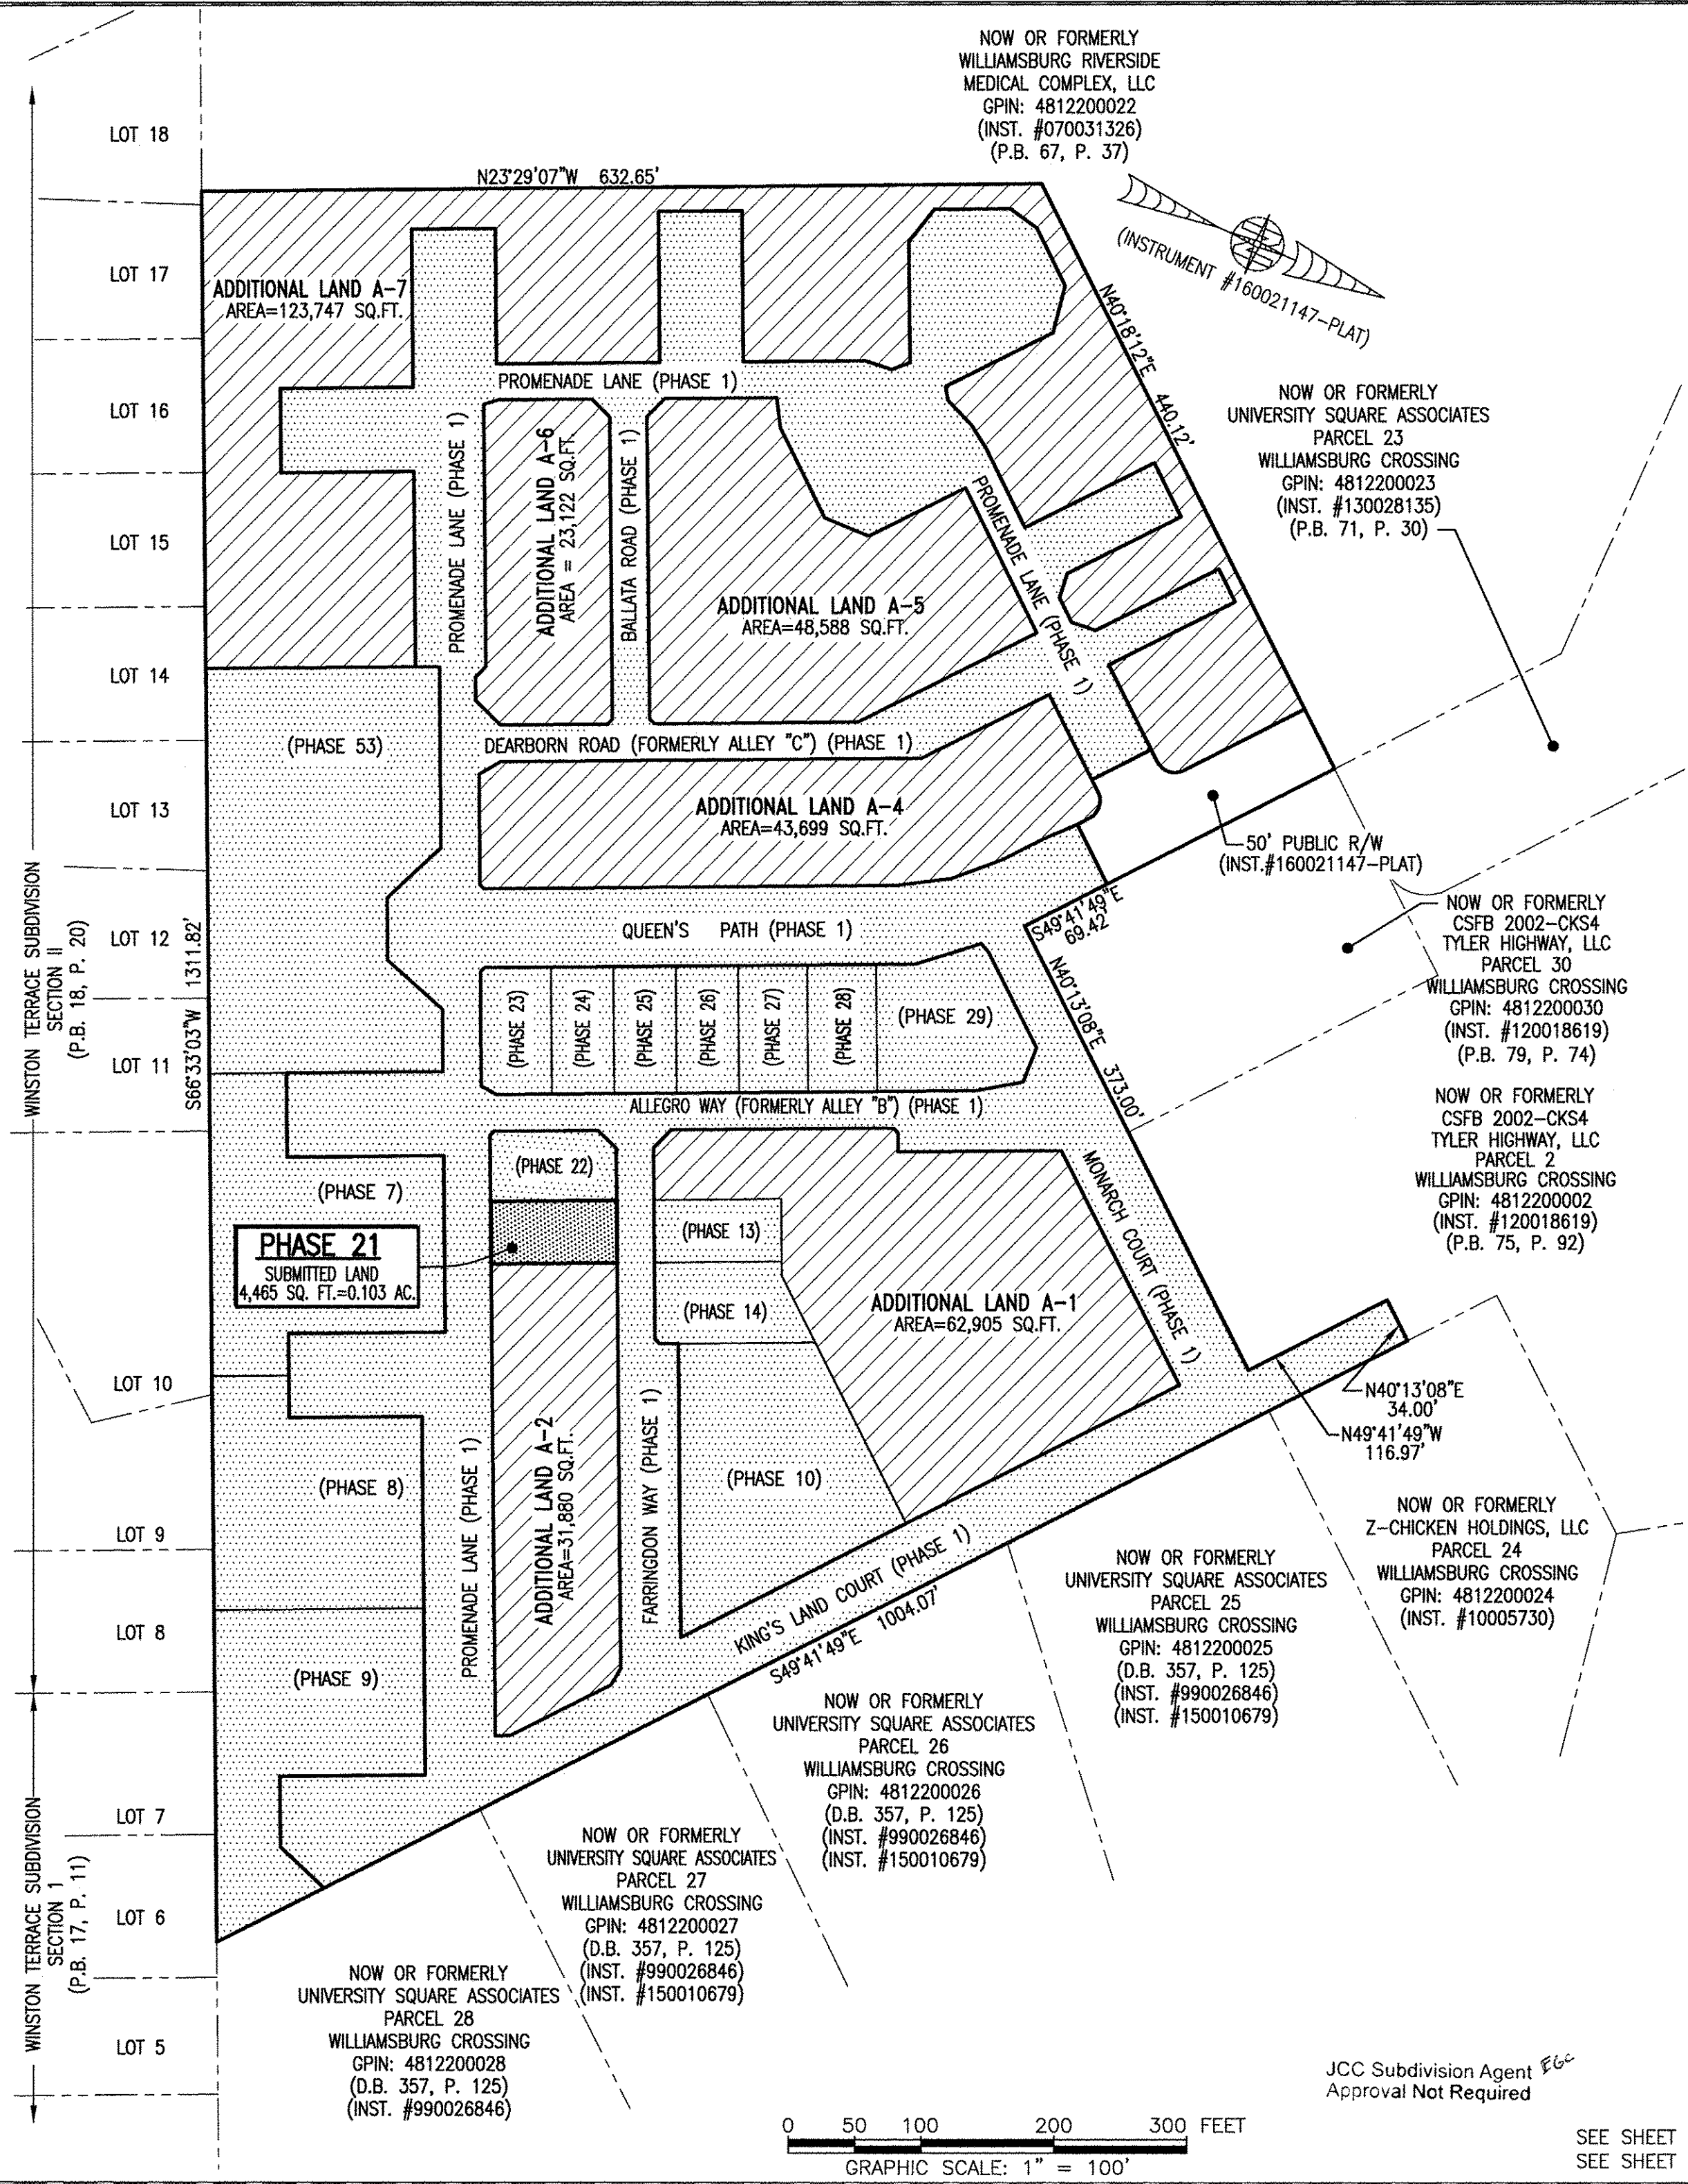 NOW OR FORMERLY
WILLIAMSBURG RIVERSIDE
MEDICAL COMPLEX, LLC
GPIN: 4812200022
(INST. #070031326)
(P.B. 67, P. 37)
LOT 18
N23°29'07"W 632.65'
(INSTRUMENT #160021147-PLAT)
LOT 17
ADDITIONAL LAND A-7
AREA=123,747 SQ.FT.
N40°18'12"E 440.12'
NOW OR FORMERLY
UNIVERSITY SQUARE ASSOCIATES
PARCEL 23
WILLIAMSBURG CROSSING
GPIN: 4812200023
(INST. #130028135)
(P.B. 71, P. 30)
PROMENADE LANE (PHASE 1)
LOT 16
PROMENADE LANE (PHASE 1)
ADDITIONAL LAND A-6
AREA = 23,122 SQ.FT.
BALLATA ROAD (PHASE 1)
PROMENADE LANE (PHASE 1)
LOT 15
ADDITIONAL LAND A-5
AREA=48,588 SQ.FT.
LOT 14
(PHASE 53)
DEARBORN ROAD (FORMERLY ALLEY "C") (PHASE 1)
LOT 13
ADDITIONAL LAND A-4
AREA=43,699 SQ.FT.
50' PUBLIC R/W
(INST.#160021147-PLAT)
WINSTON TERRACE SUBDIVISION
SECTION II
(P.B. 18, P. 20)
LOT 12
S66°33'03"W 1311.82'
QUEEN'S PATH (PHASE 1)
S49°41'49"E
69.42'
NOW OR FORMERLY
CSFB 2002-CKS4
TYLER HIGHWAY, LLC
PARCEL 30
WILLIAMSBURG CROSSING
GPIN: 4812200030
(INST. #120018619)
(P.B. 79, P. 74)
N40°13'08"E 373.00'
(PHASE 23)
(PHASE 24)
(PHASE 25)
(PHASE 26)
(PHASE 27)
(PHASE 28)
(PHASE 29)
LOT 11
ALLEGRO WAY (FORMERLY ALLEY "B") (PHASE 1)
NOW OR FORMERLY
CSFB 2002-CKS4
TYLER HIGHWAY, LLC
PARCEL 2
WILLIAMSBURG CROSSING
GPIN: 4812200002
(INST. #120018619)
(P.B. 75, P. 92)
(PHASE 22)
(PHASE 7)
(PHASE 13)
MONARCH COURT (PHASE 1)
PHASE 21
SUBMITTED LAND
4,465 SQ. FT.=0.103 AC.
(PHASE 14)
ADDITIONAL LAND A-1
AREA=62,905 SQ.FT.
LOT 10
N40°13'08"E
34.00'
N49°41'49"W
116.97'
PROMENADE LANE (PHASE 1)
ADDITIONAL LAND A-2
AREA=31,880 SQ.FT.
FARRINGDON WAY (PHASE 1)
(PHASE 8)
(PHASE 10)
LOT 9
KING'S LAND COURT (PHASE 1)
S49°41'49"E 1004.07'
NOW OR FORMERLY
Z-CHICKEN HOLDINGS, LLC
PARCEL 24
WILLIAMSBURG CROSSING
GPIN: 4812200024
(INST. #10005730)
NOW OR FORMERLY
UNIVERSITY SQUARE ASSOCIATES
PARCEL 25
WILLIAMSBURG CROSSING
GPIN: 4812200025
(D.B. 357, P. 125)
(INST. #990026846)
(INST. #150010679)
LOT 8
(PHASE 9)
NOW OR FORMERLY
UNIVERSITY SQUARE ASSOCIATES
PARCEL 26
WILLIAMSBURG CROSSING
GPIN: 4812200026
(D.B. 357, P. 125)
(INST. #990026846)
(INST. #150010679)
LOT 7
WINSTON TERRACE SUBDIVISION
SECTION 1
(P.B. 17, P. 11)
NOW OR FORMERLY
UNIVERSITY SQUARE ASSOCIATES
PARCEL 27
WILLIAMSBURG CROSSING
GPIN: 4812200027
(D.B. 357, P. 125)
(INST. #990026846)
(INST. #150010679)
LOT 6
NOW OR FORMERLY
UNIVERSITY SQUARE ASSOCIATES
PARCEL 28
WILLIAMSBURG CROSSING
GPIN: 4812200028
(D.B. 357, P. 125)
(INST. #990026846)
LOT 5
JCC Subdivision Agent EGC
Approval Not Required
0 50 100 200 300 FEET
GRAPHIC SCALE: 1" = 100'
SEE SHEET
SEE SHEET